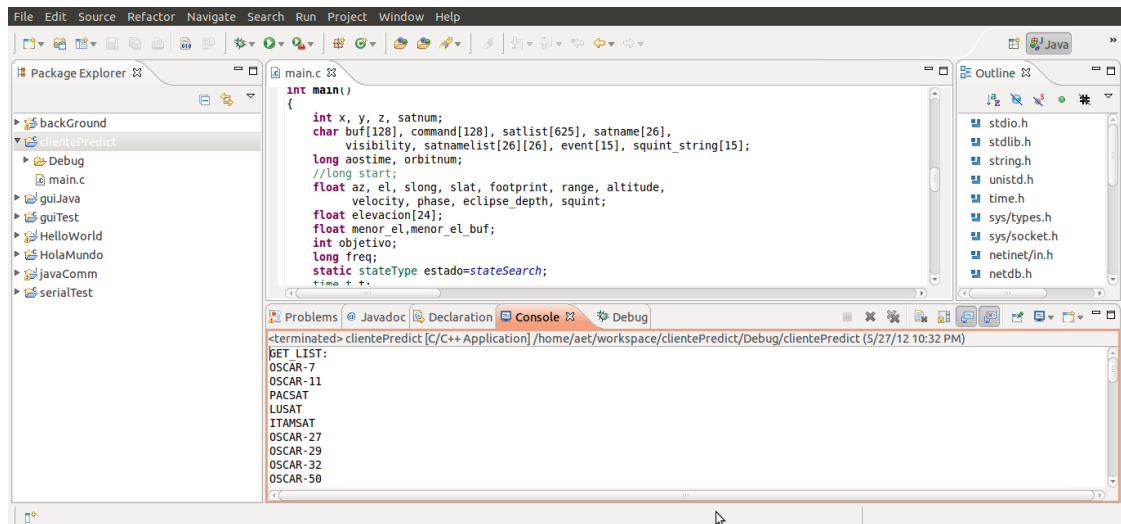 File Edit Source Refactor Navigate Search Run Project Window Help
Java
»
Package Explorer
backGround
clientePredict
Debug
main.c
guiJava
guiTest
HelloWorld
HolaMundo
javaComm
serialTest
main.c
int main()
{
int x, y, z, satnum;
char buf[128], command[128], satlist[625], satname[26],
visibility, satnamelist[26][26], event[15], squint_string[15];
long aostime, orbitnum;
//long start;
float az, el, slong, slat, footprint, range, altitude,
velocity, phase, eclipse_depth, squint;
float elevacion[24];
float menor_el,menor_el_buf;
int objetivo;
long freq;
static stateType estado=stateSearch;
time_t t;
Outline
stdio.h
stdlib.h
string.h
unistd.h
time.h
sys/types.h
sys/socket.h
netinet/in.h
netdb.h
Problems @ Javadoc Declaration Console Debug
<terminated> clientePredict [C/C++ Application] /home/aet/workspace/clientePredict/Debug/clientePredict (5/27/12 10:32 PM)
GET_LIST:
OSCAR-7
OSCAR-11
PACSAT
LUSAT
ITAMSAT
OSCAR-27
OSCAR-29
OSCAR-32
OSCAR-50